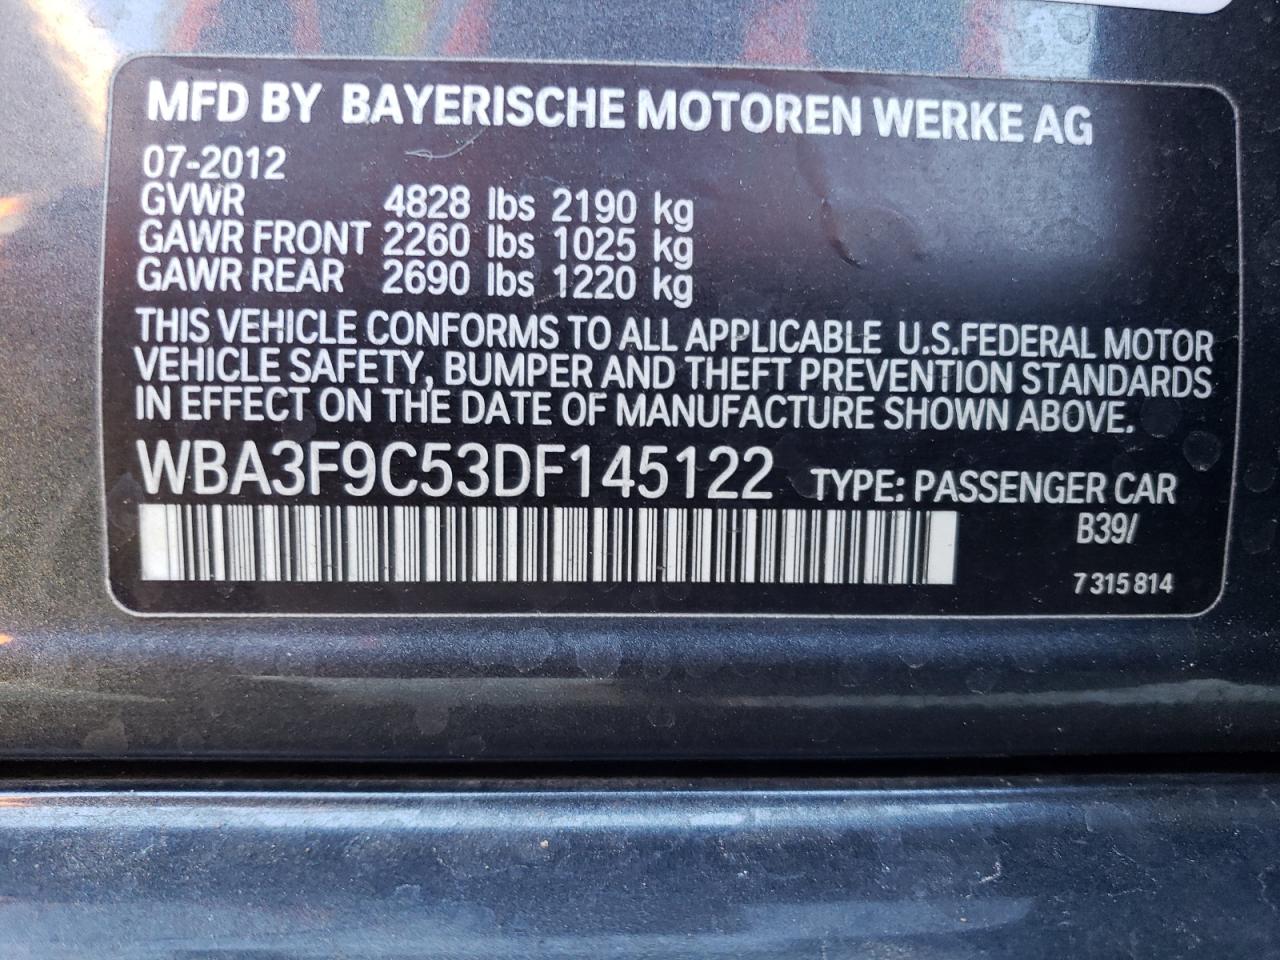 MFD BY BAYERISCHE MOTOREN WERKE AG
07-2012
GVWR 4828 lbs 2190 kg
GAWR FRONT 2260 lbs 1025 kg
GAWR REAR 2690 lbs 1220 kg
THIS VEHICLE CONFORMS TO ALL APPLICABLE U.S.FEDERAL MOTOR
VEHICLE SAFETY, BUMPER AND THEFT PREVENTION STANDARDS
IN EFFECT ON THE DATE OF MANUFACTURE SHOWN ABOVE.
WBA3F9C53DF145122 TYPE: PASSENGER CAR
B39/
7 315 814